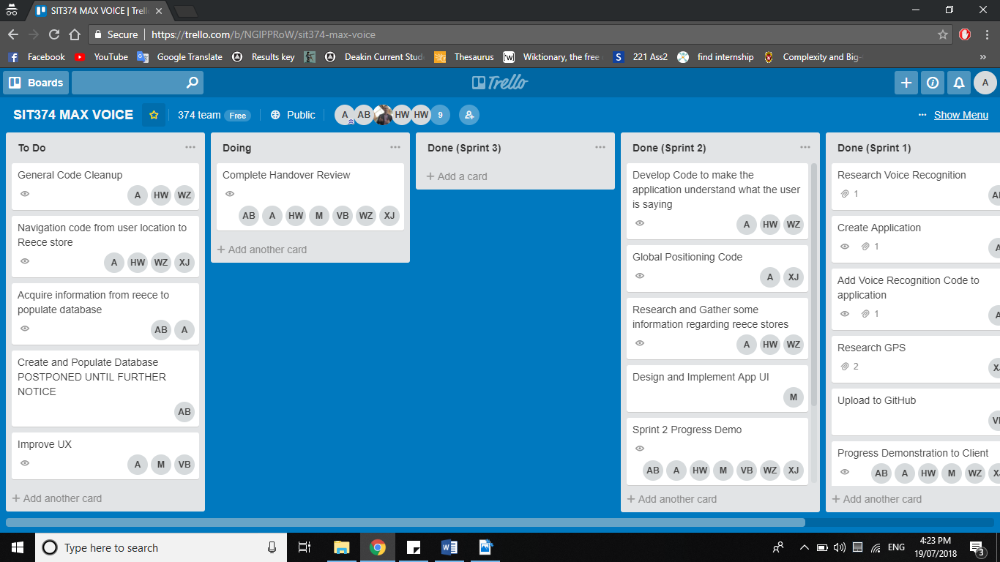 SIT374 MAX VOICE | Trell
Secure https://trello.com/b/NGIPPRoW/sit374-max-voice
Facebook YouTube Google Translate Results key Deakin Current Stud Thesaurus 'w Wiktionary, the free S 221 Ass2 find internship Complexity and Big- »
Boards Trello A
SIT374 MAX VOICE 374 team Free Public A AB HW HW 9 Show Menu
To Do
General Code Cleanup
A HW WZ
Navigation code from user location to
Reece store
A HW WZ XJ
Acquire information from reece to
populate database
AB A
Create and Populate Database
POSTPONED UNTIL FURTHER
NOTICE
AB
Improve UX
A M VB
+ Add another card
Doing
Complete Handover Review
AB A HW M VB WZ XJ
+ Add another card
Done (Sprint 3)
+ Add a card
Done (Sprint 2)
Develop Code to make the
application understand what the user
is saying
A HW WZ
Global Positioning Code
A XJ
Research and Gather some
information regarding reece stores
A HW WZ
Design and Implement App UI
M
Sprint 2 Progress Demo
AB A HW M VB WZ XJ
+ Add another card
Done (Sprint 1)
Research Voice Recognition
1
Create Application
1
Add Voice Recognition Code to
application
1
Research GPS
2
Upload to GitHub
Progress Demonstration to Client
AB A HW M WZ
+ Add another card
Type here to search
ENG
4:23 PM
19/07/2018
3